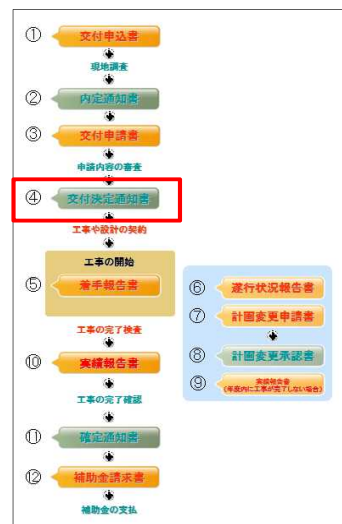 ① 交付申込書
現地調査
② 内定通知書
③ 交付申請書
申請内容の審査
④ 交付決定通知書
工事や設計の契約
工事の開始
⑤ 着手報告書
工事の完了検査
⑩ 実績報告書
工事の完了確認
⑪ 確定通知書
⑫ 補助金請求書
補助金の支払
⑥ 遂行状況報告書
⑦ 計画変更申請書
⑧ 計画変更承認書
⑨ 実績報告書
(年度内に工事が完了しない場合)